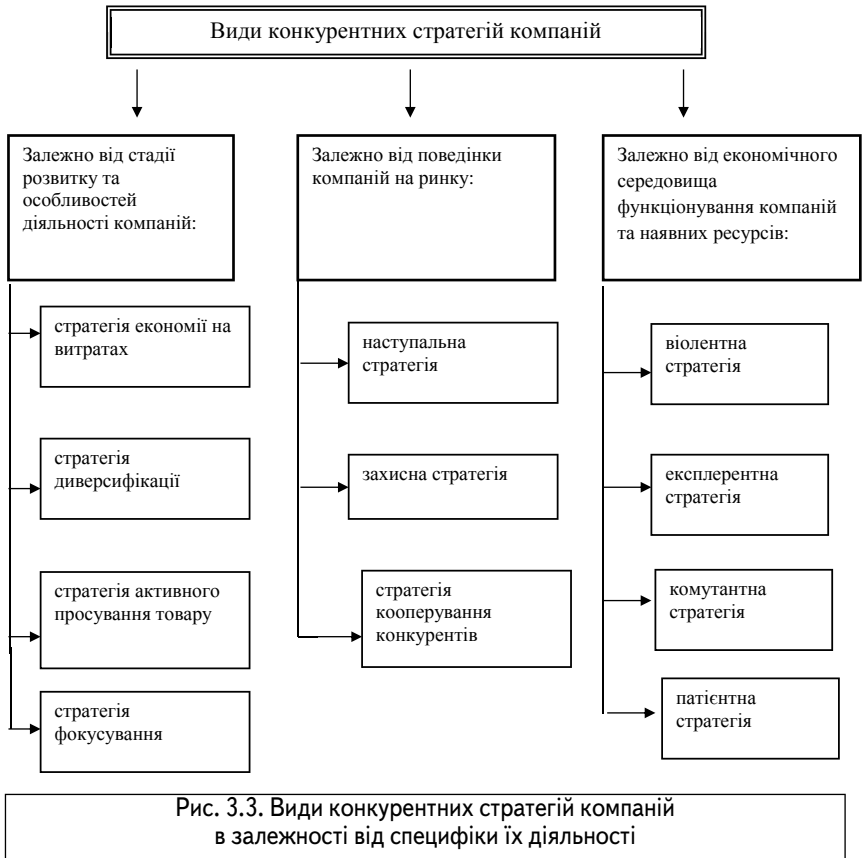 Види конкурентних стратегій компаній
Залежно від стадії
розвитку та
особливостей
діяльності компаній:
стратегія економії на
витратах
стратегія
диверсифікації
стратегія активного
просування товару
стратегія
фокусування
Залежно від поведінки
компаній на ринку:
наступальна
стратегія
захисна стратегія
стратегія
кооперування
конкурентів
Залежно від економічного
середовища
функціонування компаній
та наявних ресурсів:
віолентна
стратегія
експлерентна
стратегія
комутантна
стратегія
патієнтна
стратегія
Рис. 3.3. Види конкурентних стратегій компаній
в залежності від специфіки їх діяльності